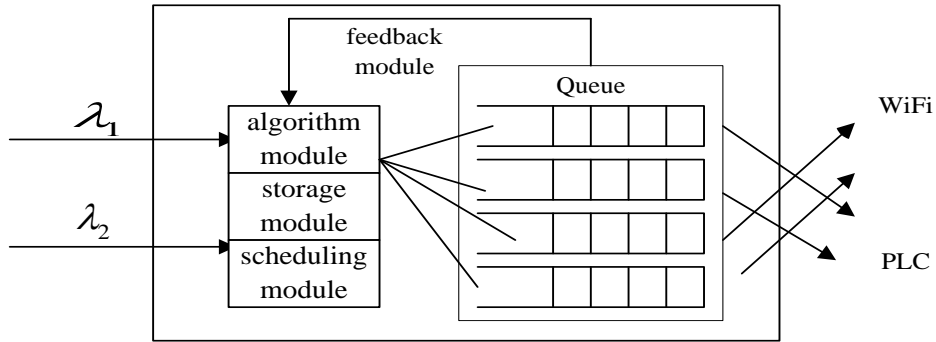 feedback
module
Queue
WiFi
λ₁
algorithm
module
storage
module
λ₂
scheduling
module
PLC